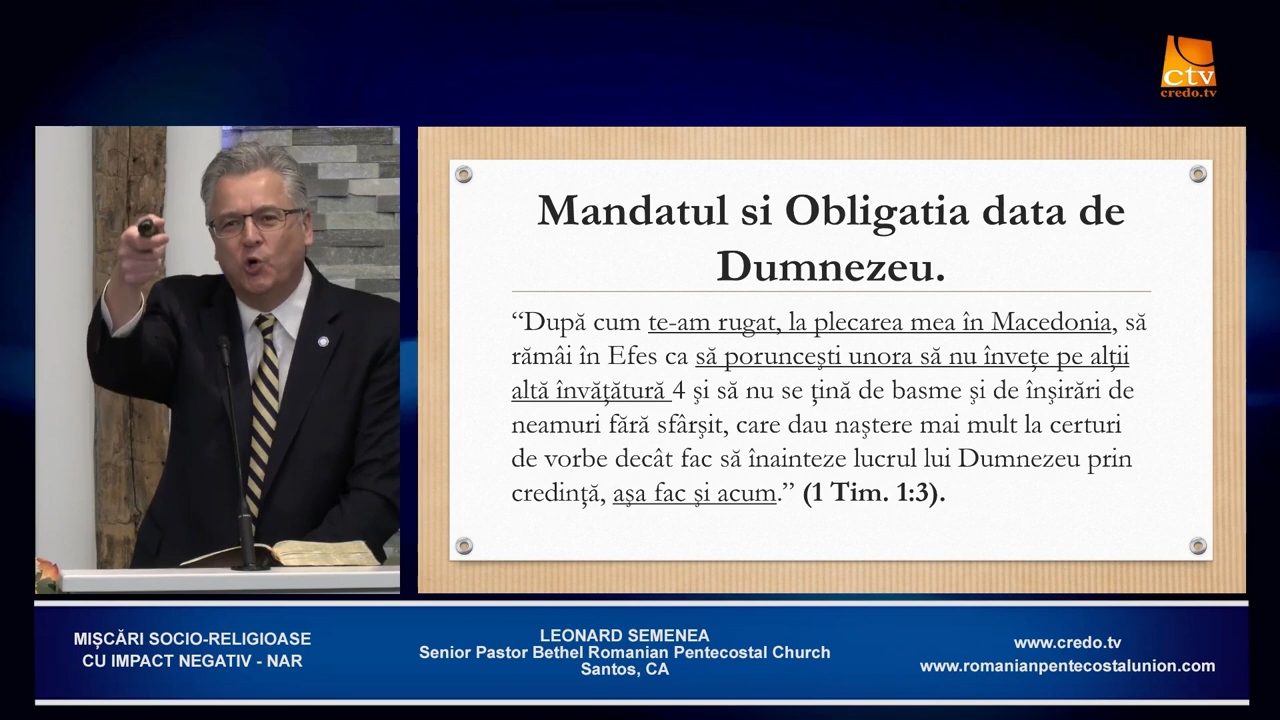 ctv
credo.tv
Mandatul si Obligatia data de
Dumnezeu.
“După cum te-am rugat, la plecarea mea în Macedonia, să
rămâi în Efes ca să porunceşti unora să nu înveţe pe alţii
altă învăţătură 4 şi să nu se ţină de basme şi de înşirări de
neamuri fără sfârşit, care dau naştere mai mult la certuri
de vorbe decât fac să înainteze lucrul lui Dumnezeu prin
credinţă, aşa fac şi acum.” (1 Tim. 1:3).
MIȘCĂRI SOCIO-RELIGIOASE
CU IMPACT NEGATIV - NAR
LEONARD SEMENEA
Senior Pastor Bethel Romanian Pentecostal Church
Santos, CA
www.credo.tv
www.romanianpentecostalunion.com